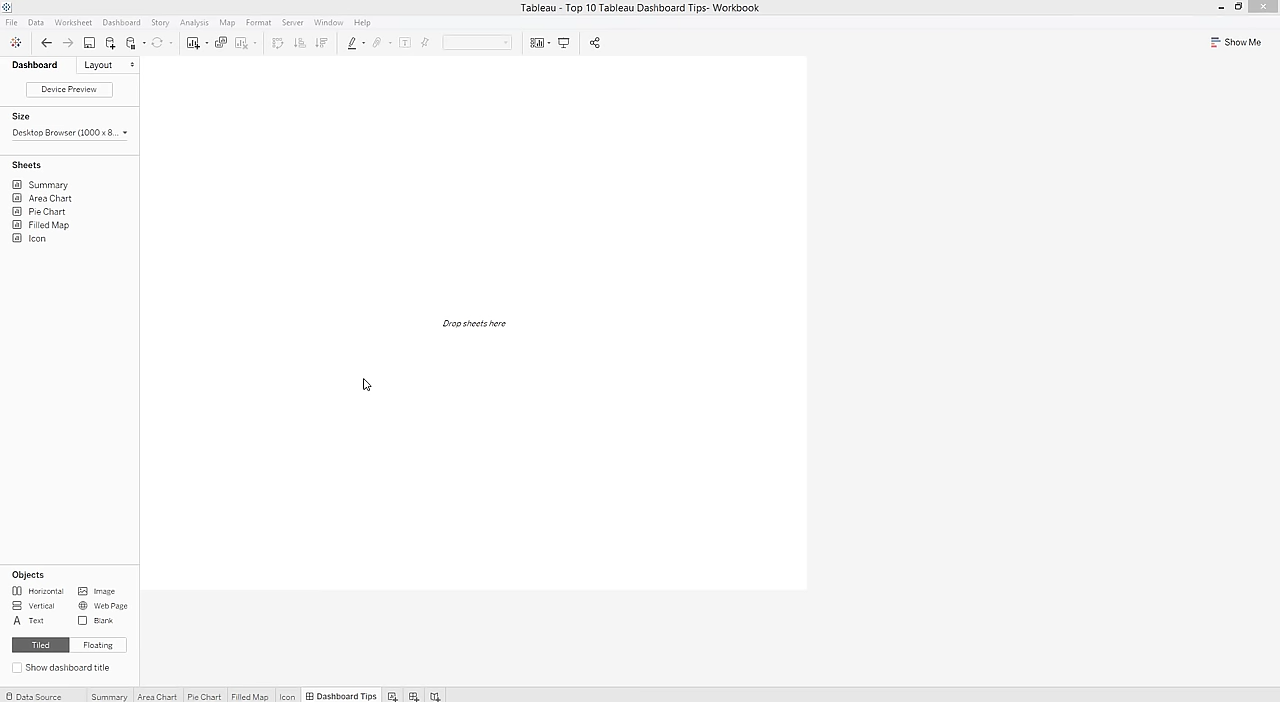 Tableau - Top 10 Tableau Dashboard Tips- Workbook
File Data Worksheet Dashboard Story Analysis Map Format Server Window Help
Show Me
Dashboard Layout
Device Preview
Size
Desktop Browser (1000 x 8...
Sheets
Summary
Area Chart
Pie Chart
Filled Map
Icon
Drop sheets here
Objects
Horizontal Image
Vertical Web Page
A Text Blank
Tiled Floating
Show dashboard title
Data Source Summary Area Chart Pie Chart Filled Map Icon Dashboard Tips